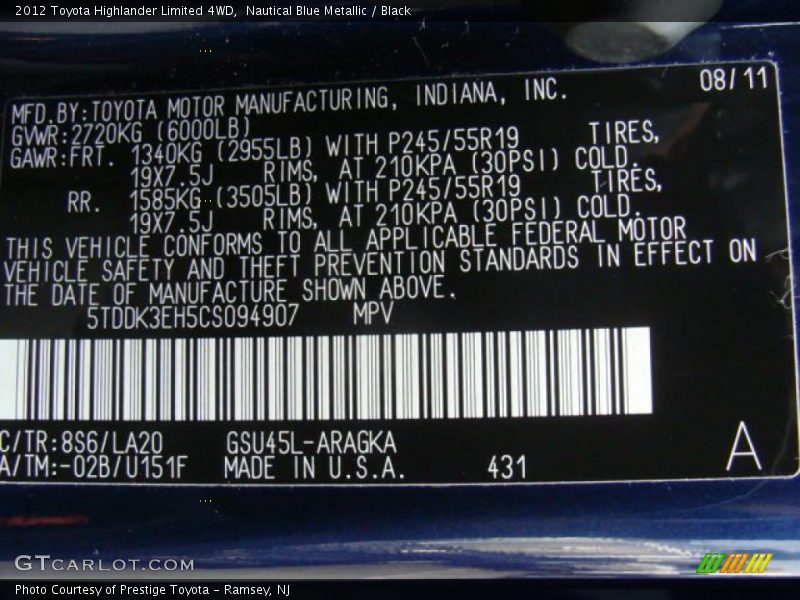 2012 Toyota Highlander Limited 4WD,  Nautical Blue Metallic / Black
08/11
MFD.BY:TOYOTA MOTOR MANUFACTURING, INDIANA, INC.
GVWR:2720KG (6000LB)
GAWR:FRT. 1340KG (2955LB) WITH P245/55R19 TIRES,
19X7.5J RIMS, AT 210KPA (30PSI) COLD.
RR. 1585KG (3505LB) WITH P245/55R19 TIRES,
19X7.5J RIMS, AT 210KPA (30PSI) COLD.
THIS VEHICLE CONFORMS TO ALL APPLICABLE FEDERAL MOTOR
VEHICLE SAFETY AND THEFT PREVENTION STANDARDS IN EFFECT ON
THE DATE OF MANUFACTURE SHOWN ABOVE.
5TDDK3EH5CS094907 MPV
C/TR:8S6/LA20 GSU45L-ARAGKA
A/TM:-02B/U151F MADE IN U.S.A. 431
A
GTCARLOT.COM
Photo Courtesy of Prestige Toyota – Ramsey, NJ